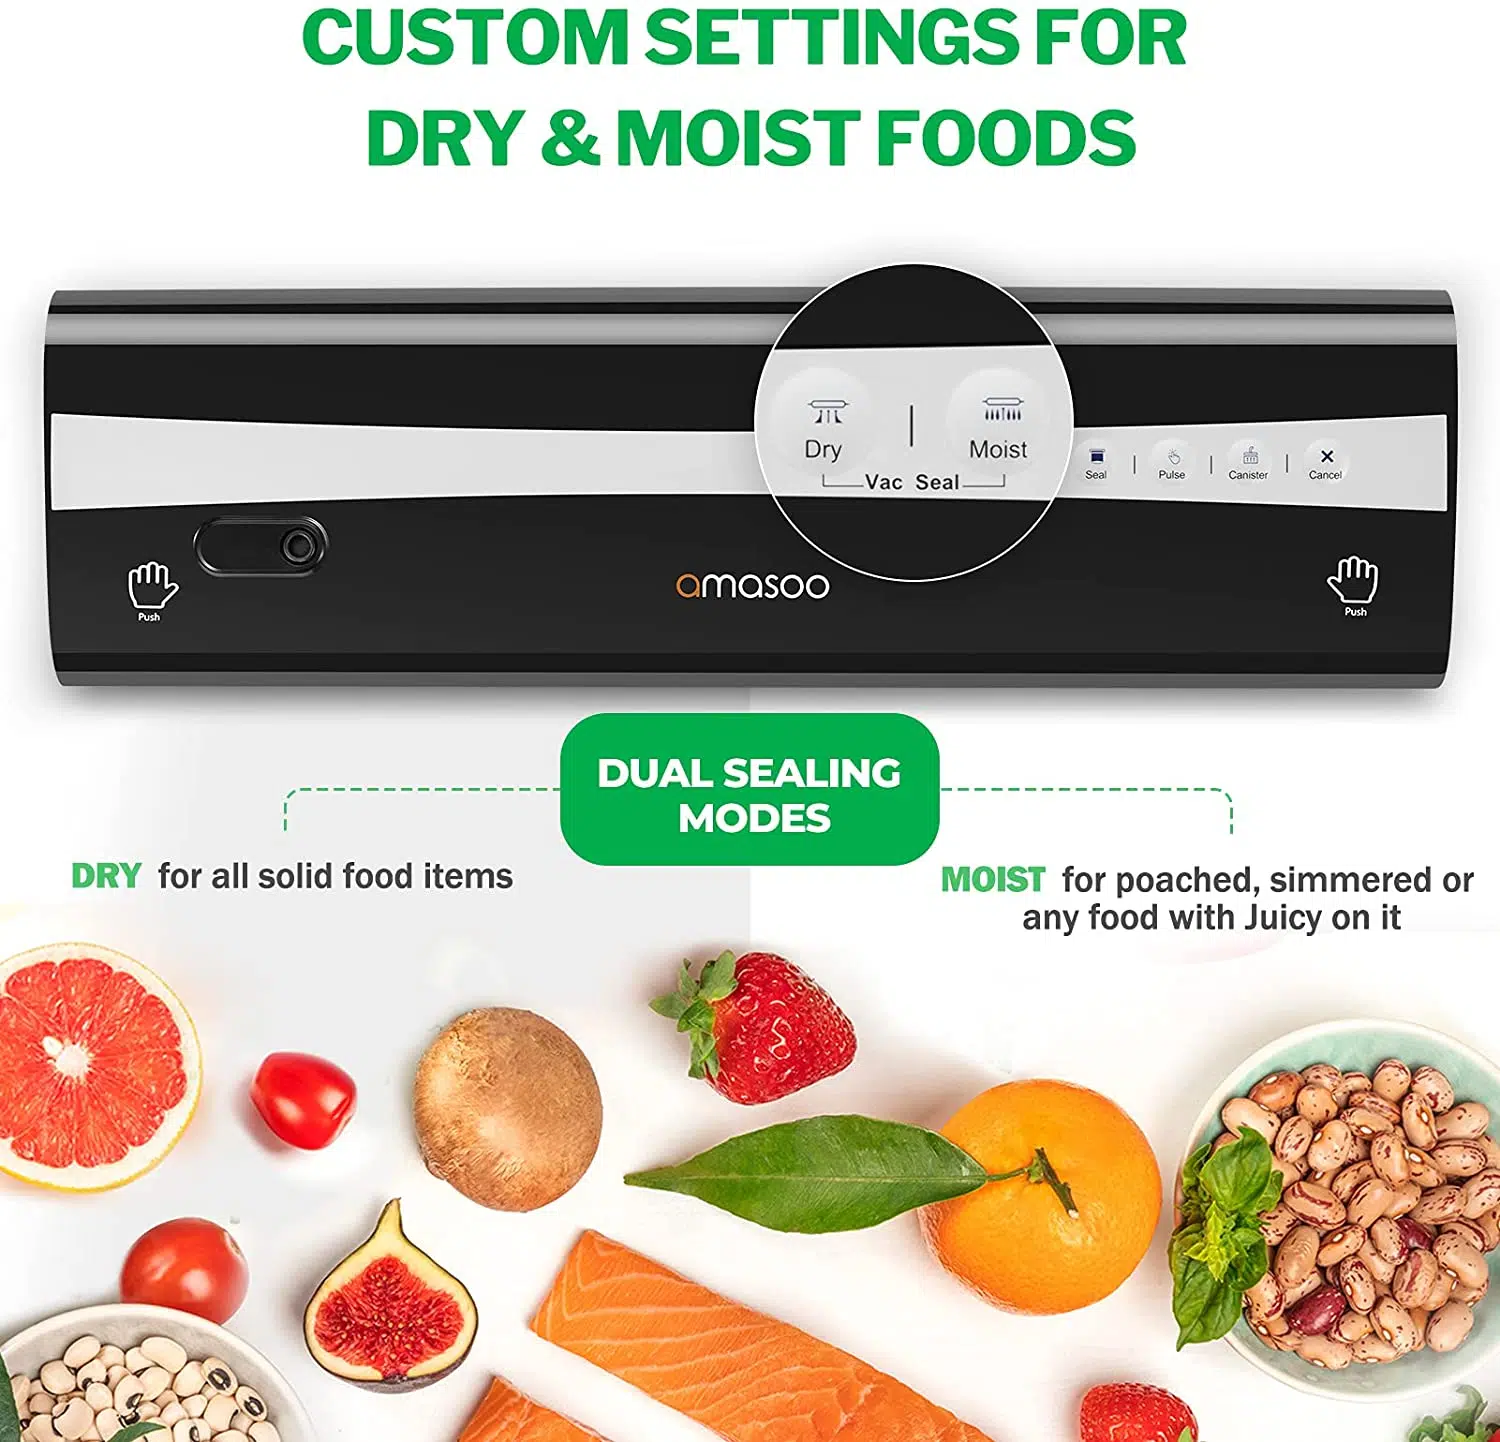 CUSTOM SETTINGS FOR
DRY & MOIST FOODS
Dry | Moist
Vac Seal
Seal | Pulse | Canister | Cancel
Push
amasoo
Push
DUAL SEALING
MODES
DRY for all solid food items
MOIST for poached, simmered or
any food with Juicy on it